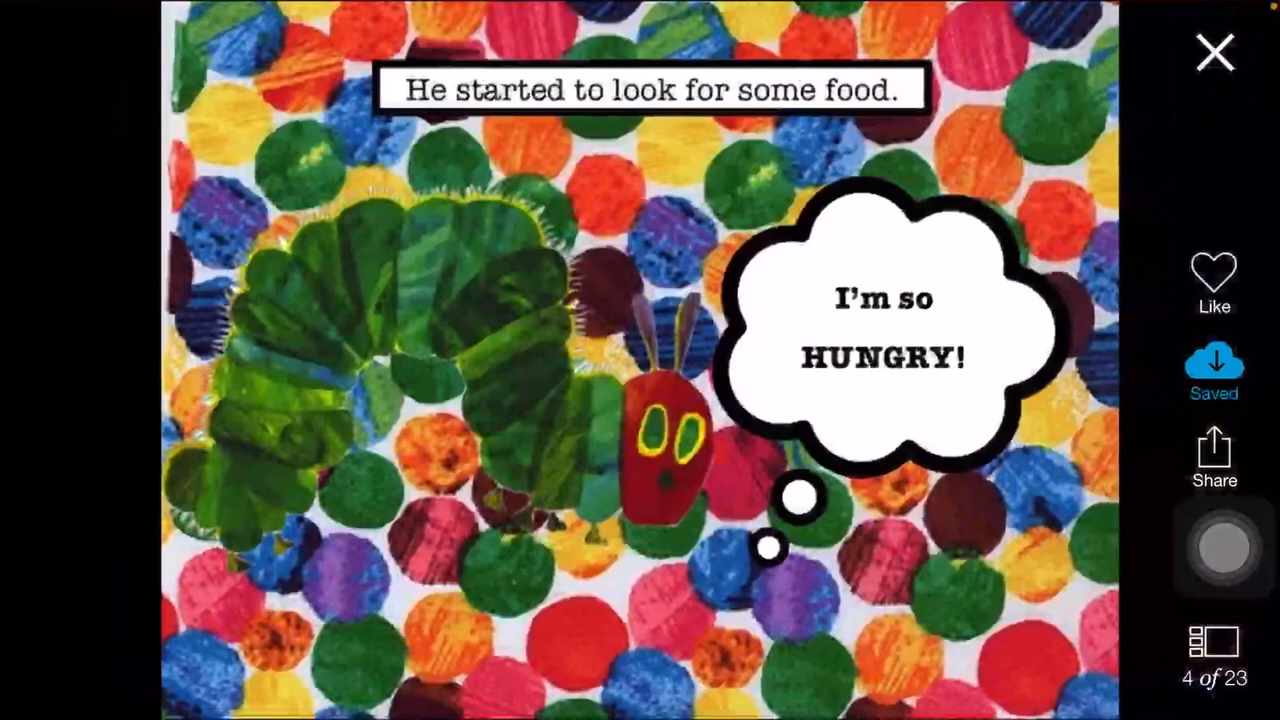 He started to look for some food.
I'm so
HUNGRY!
Like
Saved
Share
4 of 23